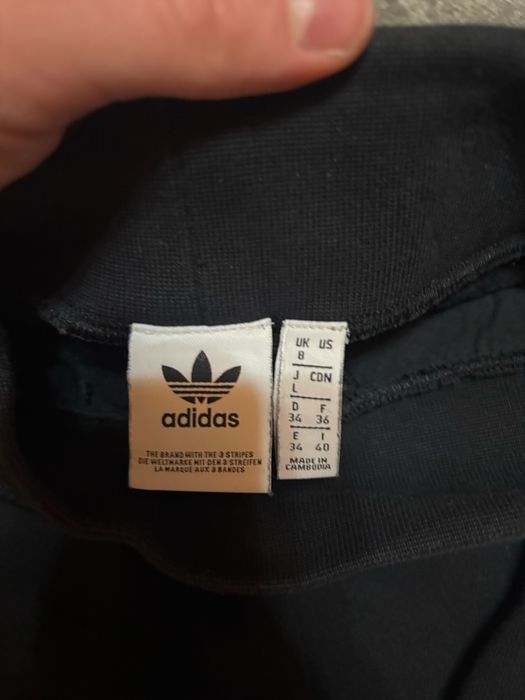 adidas
THE BRAND WITH THE 3 STRIPES
DIE WELTMARKE MIT DEN 3 STREIFEN
LA MARQUE AUX 3 BANDES
UK US
8
J CDN
L
D F
34 36
E I
34 40
MADE IN
CAMBODIA